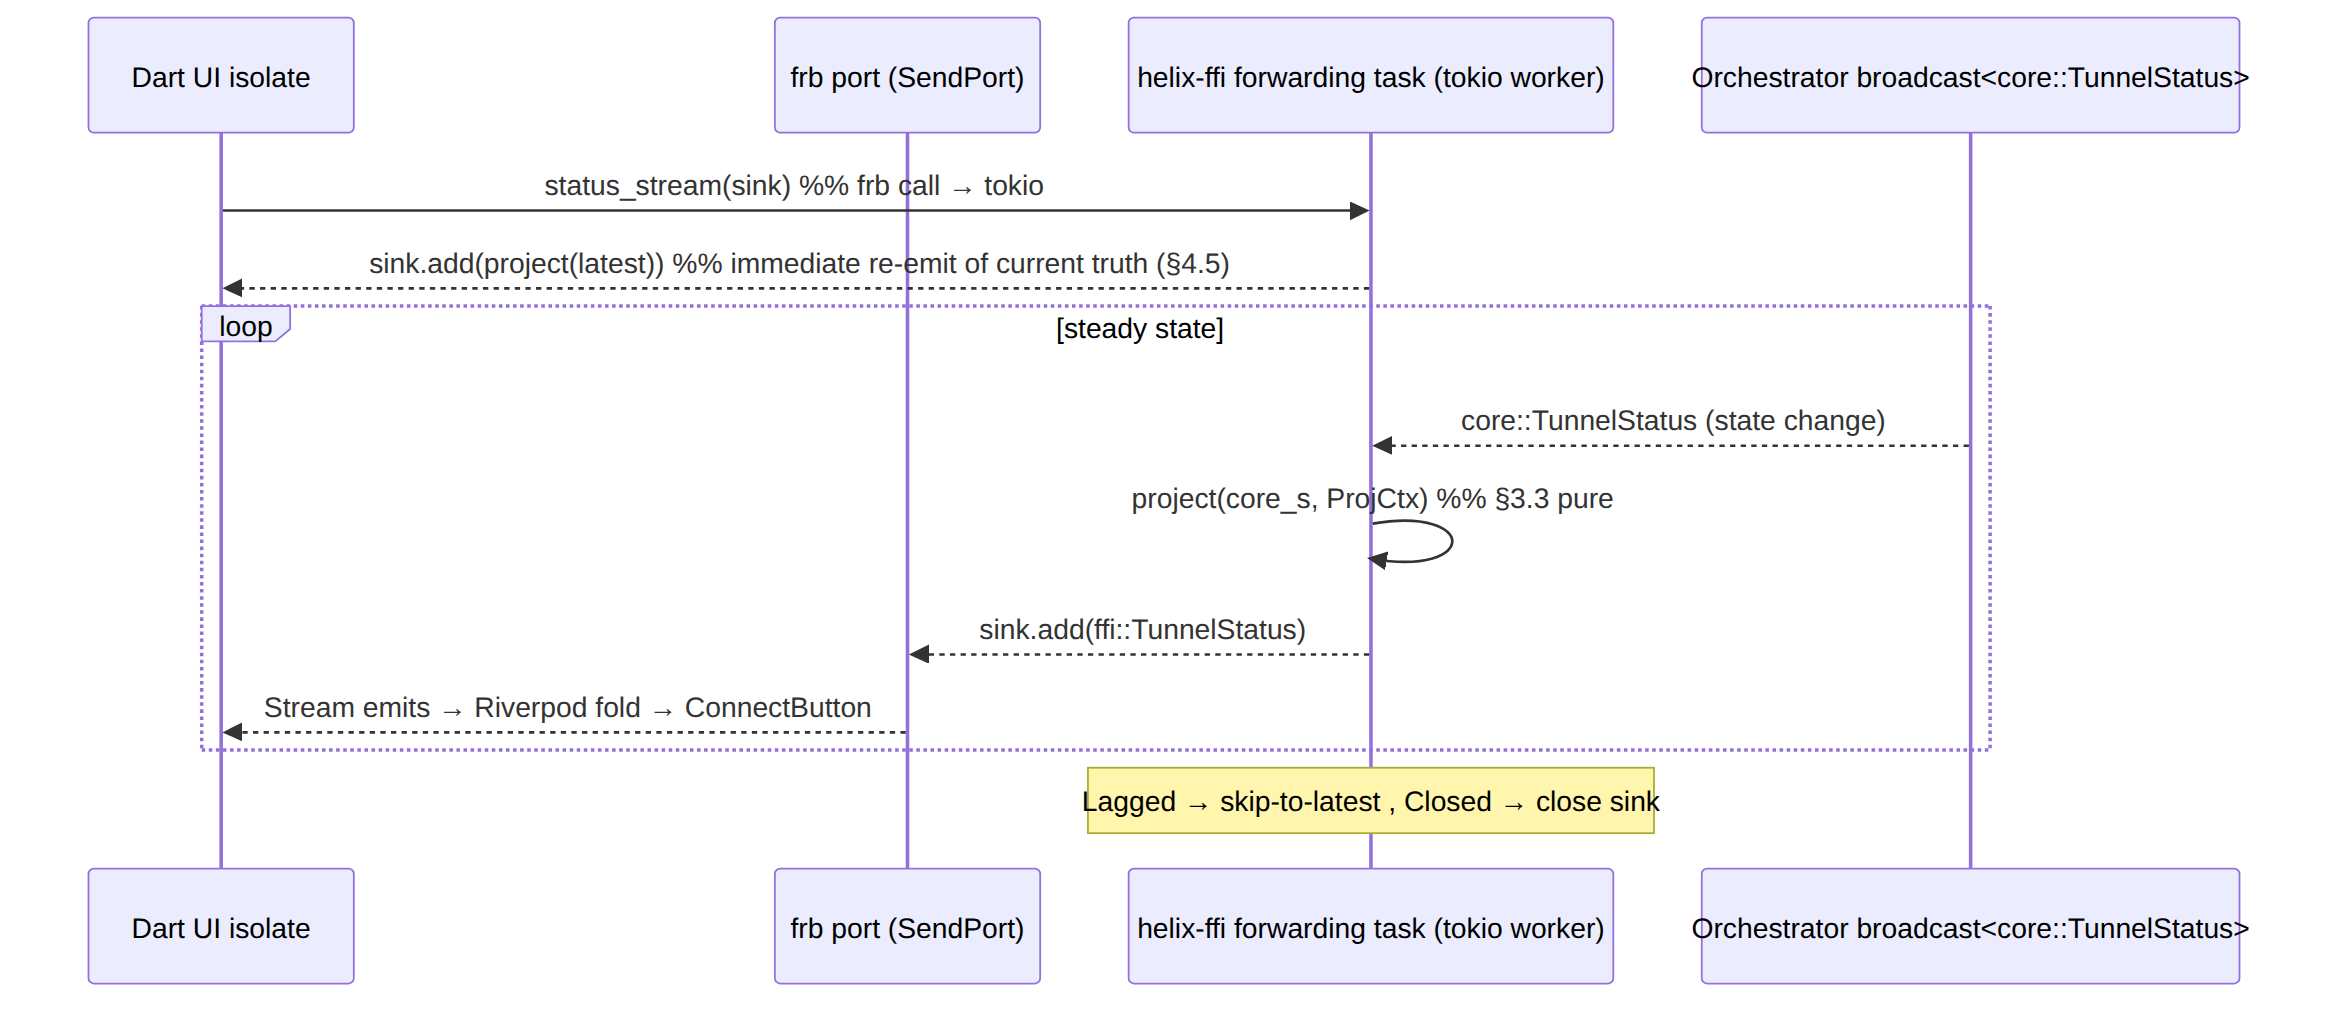 Dart UI isolate
frb port (SendPort)
helix-ffi forwarding task (tokio worker)
Orchestrator broadcast<core::TunnelStatus>
status_stream(sink) %% frb call → tokio
sink.add(project(latest)) %% immediate re-emit of current truth (§4.5)
loop
[steady state]
core::TunnelStatus (state change)
project(core_s, ProjCtx) %% §3.3 pure
sink.add(ffi::TunnelStatus)
Stream emits → Riverpod fold → ConnectButton
Lagged → skip-to-latest , Closed → close sink
Dart UI isolate
frb port (SendPort)
helix-ffi forwarding task (tokio worker)
Orchestrator broadcast<core::TunnelStatus>